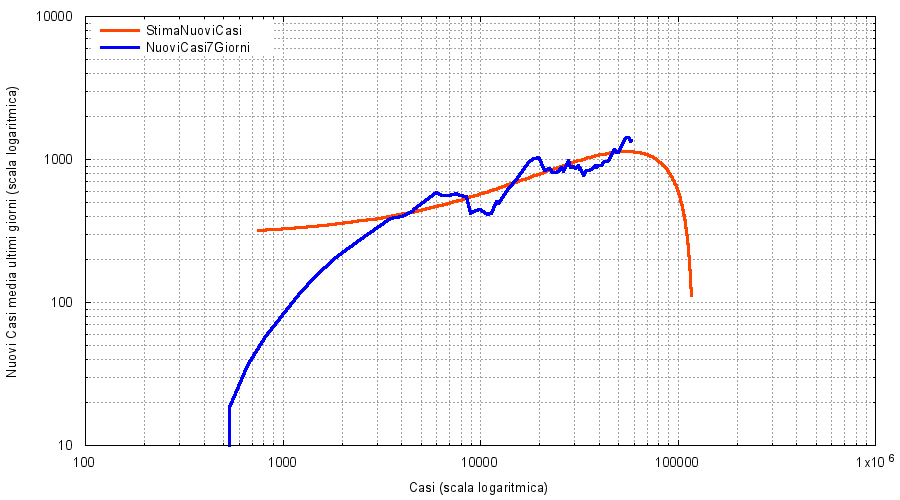 10000
StimaNuoviCasi
NuoviCasi7Giorni
1000
100
10
Nuovi Casi media ultimi giorni (scala logaritmica)
100
1000
10000
100000
1x10 6
Casi (scala logaritmica)